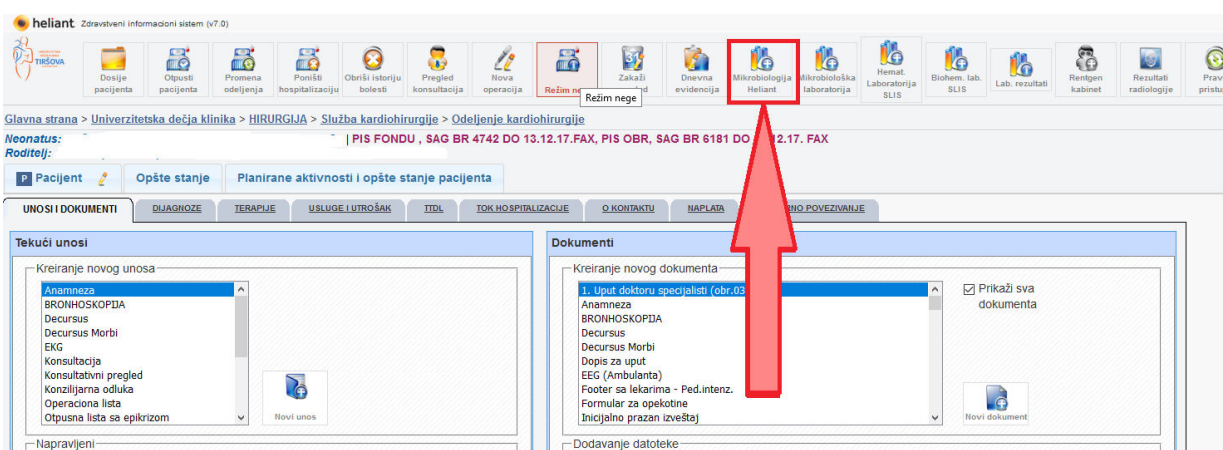 heliant Zdravstveni informacioni sistem (v7.0)
TIRŠOVA
Dosije pacijenta
Otpusti pacijenta
Promena odeljenja
Poništi hospitalizaciju
Obriši istoriju bolesti
Pregled konsultacija
Nova operacija
Režim
Zakaži
Dnevna evidencija
Mikrobiologija Heliant
Mikrobiološka laboratorija
Hemat. Laboratorija SLIS
Biohem. lab. SLIS
Lab. rezultati
Rentgen kabinet
Rezultati radiologije
Režim nege
Glavna strana > Univerzitetska dečja klinika > HIRURGIJA > Služba kardiohirurgije > Odeljenje kardiohirurgije
Neonatus: | PIS FONDU , SAG BR 4742 DO 13.12.17.FAX, PIS OBR, SAG BR 6181 DO 12.17. FAX
Roditelj:
P Pacijent Opšte stanje Planirane aktivnosti i opšte stanje pacijenta
UNOSI I DOKUMENTI DIJAGNOZE TERAPIJE USLUGE I UTROŠAK TTDL TOK HOSPITALIZACIJE O KONTAKTU NAPLATA POVEZIVANJE
Tekući unosi
Kreiranje novog unosa
Anamneza
BRONHOSKOPIJA
Decursus
Decursus Morbi
EKG
Konsultacija
Konsultativni pregled
Konzilijarna odluka
Operaciona lista
Otpusna lista sa epikrizom
Novi unos
Napravljeni
Dokumenti
Kreiranje novog dokumenta
1. Uput doktoru specijalisti (obr.03
Anamneza
BRONHOSKOPIJA
Decursus
Decursus Morbi
Dopis za uput
EEG (Ambulanta)
Footer sa lekarima - Ped.intenz.
Formular za opekotine
Inicijalno prazan izveštaj
Prikaži sva dokumenta
Novi dokument
Dodavanje datoteke